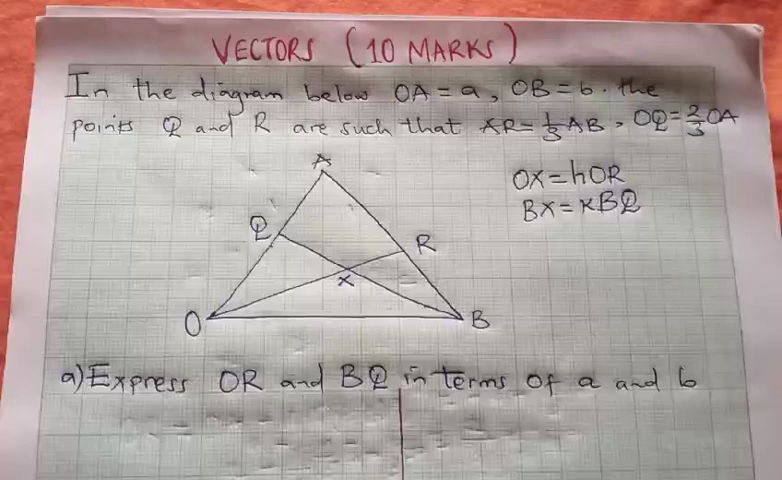 VECTORS (10 MARKS)
In the diagram below OA = a, OB = b. the
points Q and R are such that AR = 1/3 AB, OQ = 2/3 OA
A
OX = hOR
BX = KBQ
Q
R
X
O
B
a) Express OR and BQ in terms of a and b